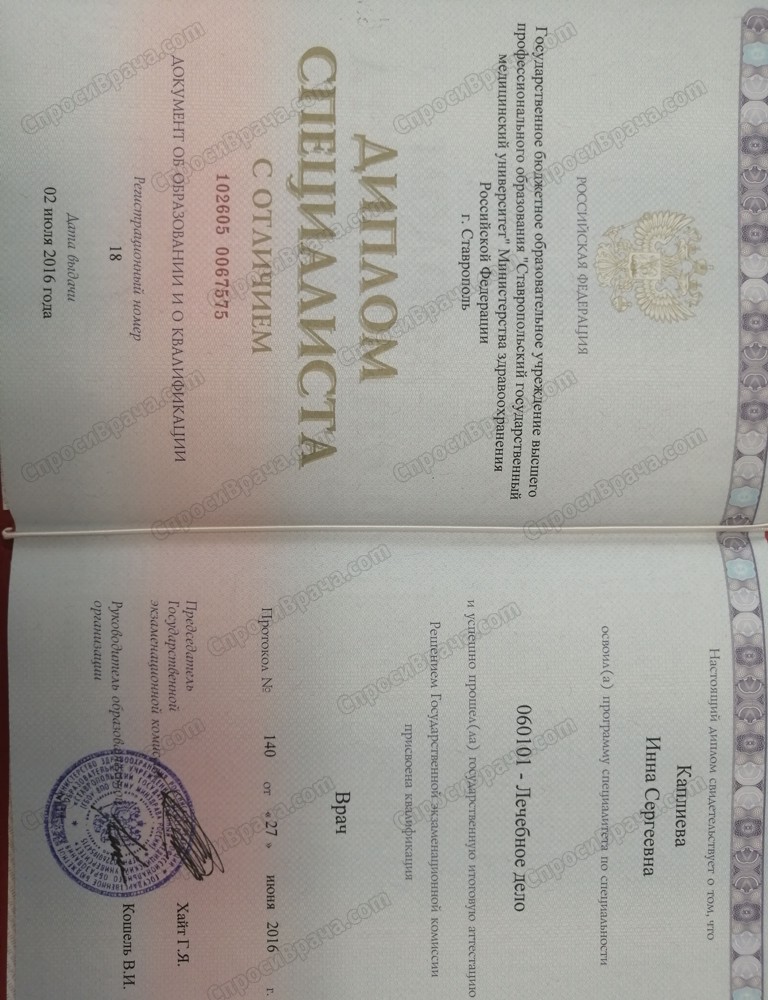 РОССИЙСКАЯ ФЕДЕРАЦИЯ
Государственное бюджетное образовательное учреждение высшего
профессионального образования "Ставропольский государственный
медицинский университет" Министерства здравоохранения
Российской Федерации
г. Ставрополь
ДИПЛОМ
СПЕЦИАЛИСТА
С ОТЛИЧИЕМ
102605 0067575
ДОКУМЕНТ ОБ ОБРАЗОВАНИИ И О КВАЛИФИКАЦИИ
Регистрационный номер
18
Дата выдачи
02 июля 2016 года
Настоящий диплом свидетельствует о том, что
Каплиева
Инна Сергеевна
освоил(а) программу специалитета по специальности
060101 - Лечебное дело
и успешно прошел(ла) государственную итоговую аттестацию
Решением Государственной экзаменационной комиссии
присвоена квалификация
Врач
Протокол № 140 от «27» июня 2016 г.
Председатель
Государственной
экзаменационной
Хайт Г.Я.
Руководитель
организации
Кошель В.И.
СпросиВрача.com